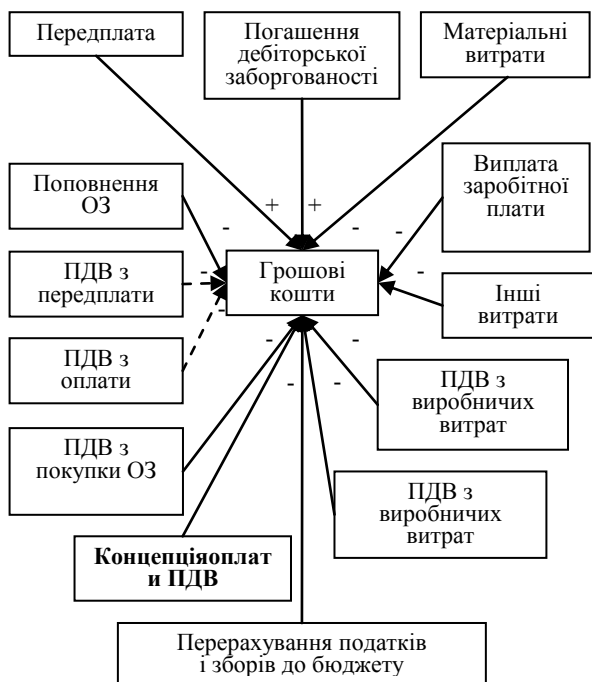 Передплата
Погашення
дебіторської
заборгованості
Матеріальні
витрати
Поповнення
ОЗ
Виплата
заробітної
плати
+
+
-
-
-
-
-
-
Грошові
кошти
ПДВ з
передплати
Інші
витрати
ПДВ з
оплати
-
-
-
-
ПДВ з
виробничих
витрат
ПДВ з
покупки ОЗ
ПДВ з
виробничих
витрат
Концепціяоплат
и ПДВ
Перерахування податків
і зборів до бюджету